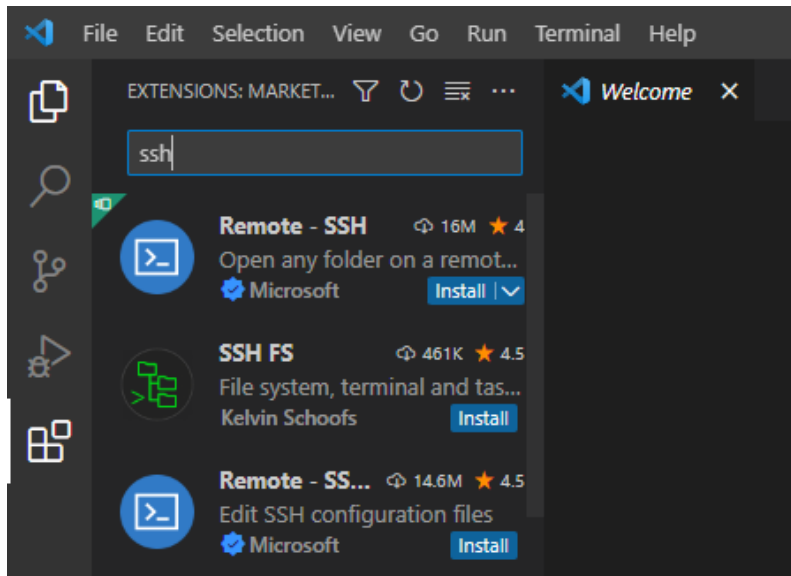 File Edit Selection View Go Run Terminal Help
EXTENSIONS: MARKET... Welcome
ssh
Remote - SSH 16M 4
Open any folder on a remot...
Microsoft Install
SSH FS 461K 4.5
File system, terminal and tas...
Kelvin Schoofs Install
Remote - SS... 14.6M 4.5
Edit SSH configuration files
Microsoft Install